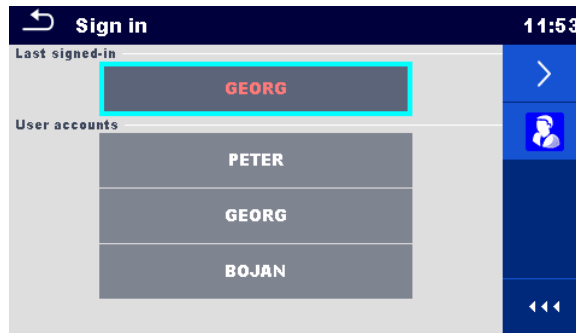 Sign in
11:53
Last signed-in
GEORG
User accounts
PETER
GEORG
BOJAN